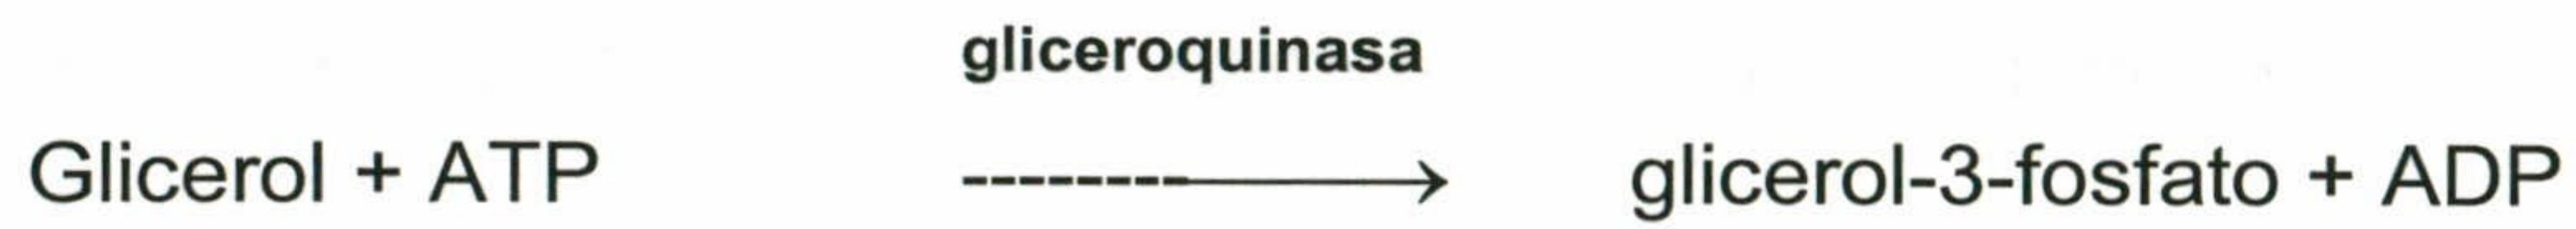 gliceroquinasa
Glicerol + ATP --------→ glicerol-3-fosfato + ADP